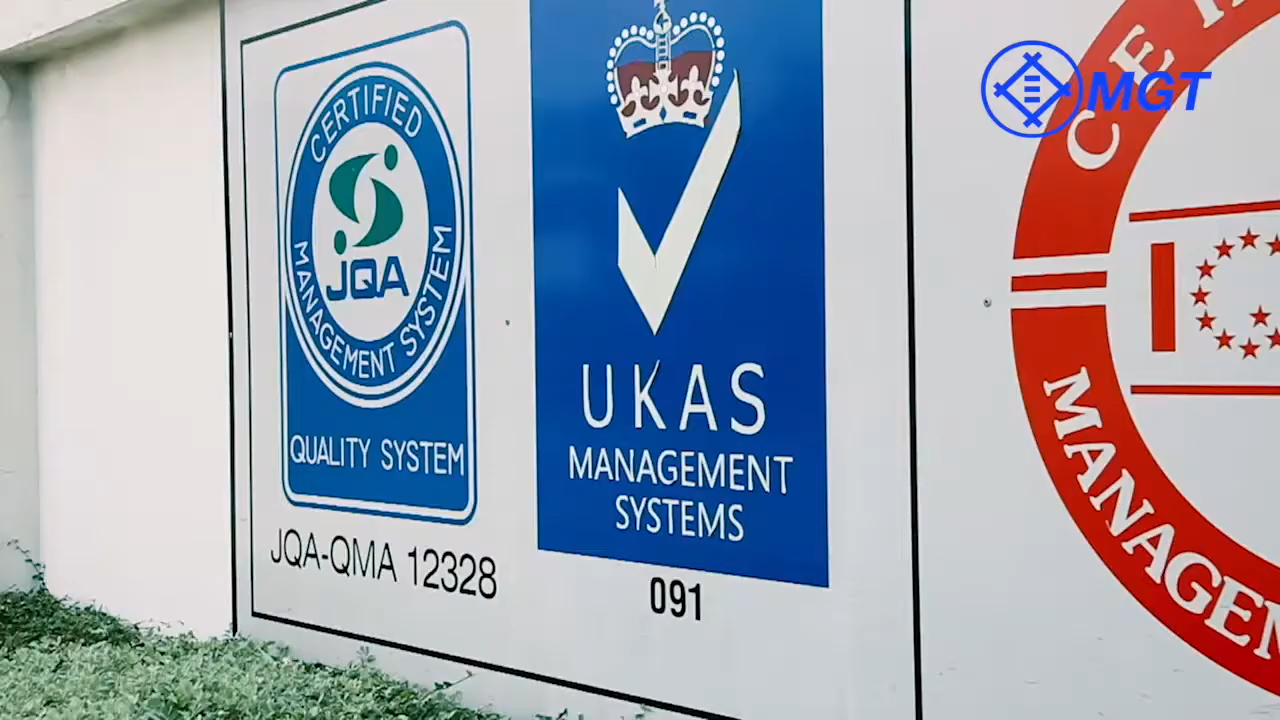 CERTIFIED
JQA
MANAGEMENT SYSTEM
QUALITY SYSTEM
JQA-QMA 12328
UKAS
MANAGEMENT
SYSTEMS
091
MGT